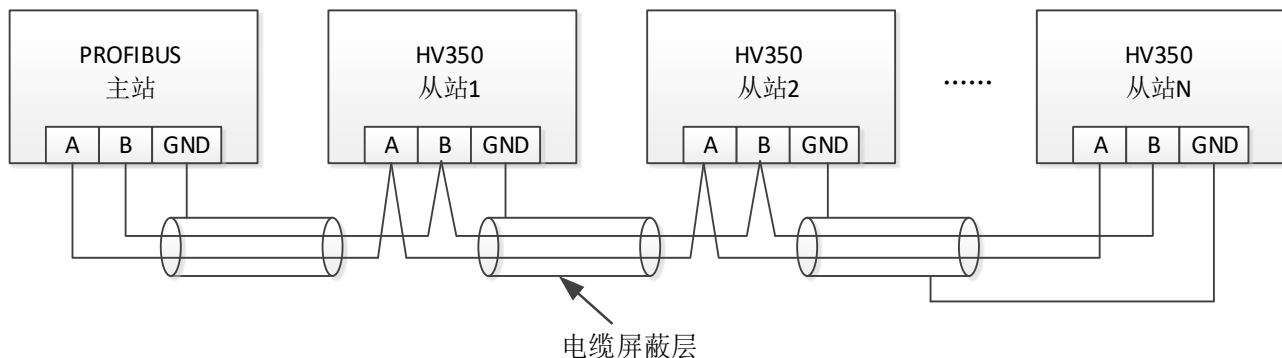 PROFIBUS
主站
A B GND
HV350
从站1
A B GND
HV350
从站2
A B GND
......
HV350
从站N
A B GND
电缆屏蔽层